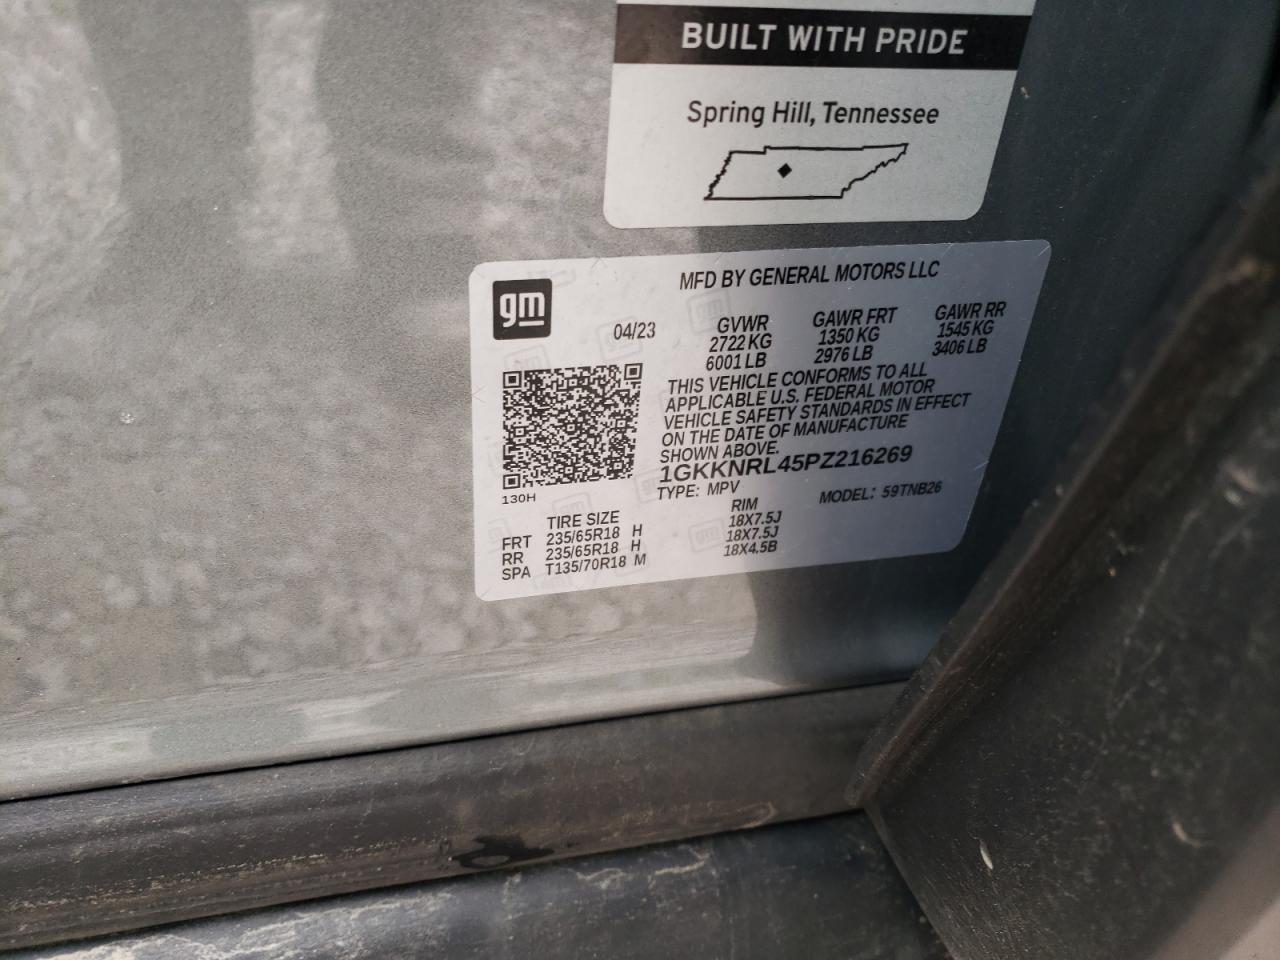 BUILT WITH PRIDE
Spring Hill, Tennessee
gm
MFD BY GENERAL MOTORS LLC
04/23
GVWR
2722 KG
6001 LB
GAWR FRT
1350 KG
2976 LB
GAWR RR
1545 KG
3406 LB
THIS VEHICLE CONFORMS TO ALL
APPLICABLE U.S. FEDERAL MOTOR
VEHICLE SAFETY STANDARDS IN EFFECT
ON THE DATE OF MANUFACTURE
SHOWN ABOVE.
1GKKNRL45PZ216269
TYPE: MPV
MODEL: 59TNB26
130H
TIRE SIZE RIM
FRT 235/65R18 H 18X7.5J
RR 235/65R18 H 18X7.5J
SPA T135/70R18 M 18X4.5B